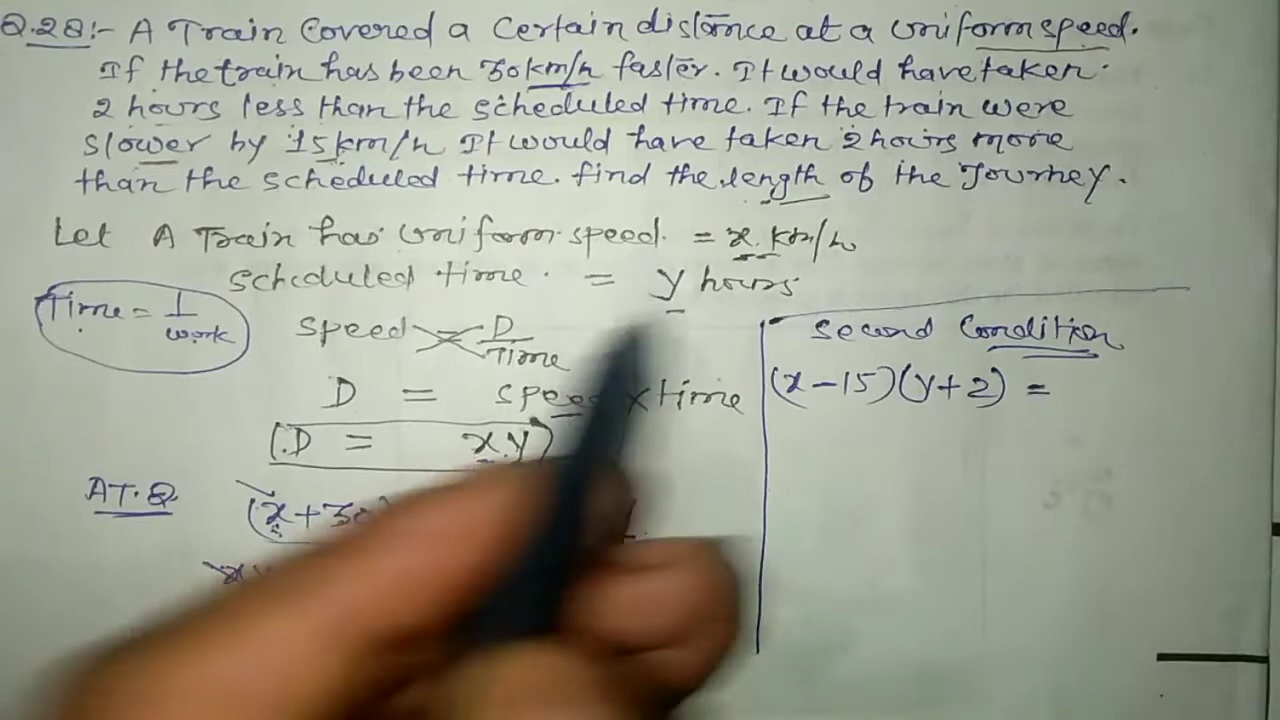 Q.28:- A Train Covered a Certain distance at a uniform speed.
If the train has been 30km/h faster. It would have taken
2 hours less than the scheduled time. If the train were
slower by 15km/h It would have taken 2 hours more
than the scheduled time. find the length of the Journey.
Let A Train has uniform speed = x km/h
Scheduled time = y hours
Time = 1/work
Speed = D/Time
D = speed × time
D = x.y
A.T.Q
(x+30
xy
Second Condition
(x-15)(y+2) =